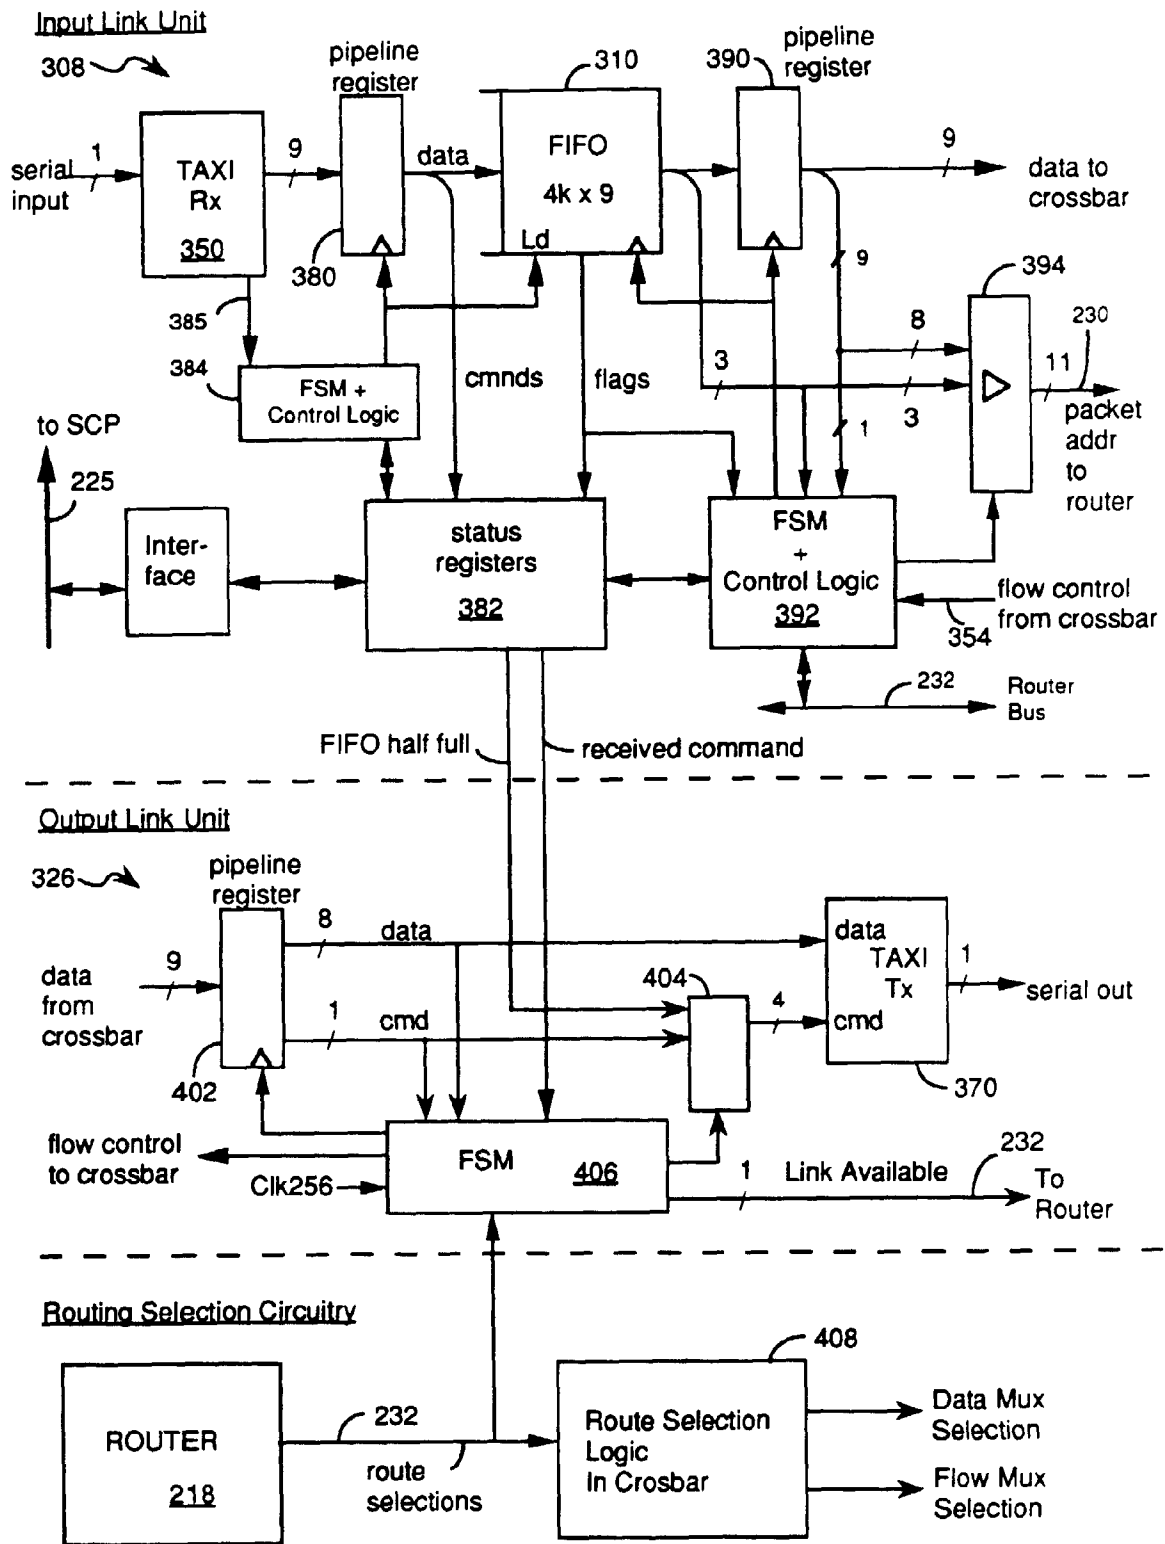 Input Link Unit
308
pipeline
register
310
390
pipeline
register
serial
input
1
TAXI
Rx
350
9
data
FIFO
4k x 9
Ld
9
data to
crossbar
380
9
394
385
384
FSM +
Control Logic
cmnds
flags
3
8
3
1
11
230
packet
addr
to
router
to SCP
225
Inter-
face
status
registers
382
FSM
+
Control Logic
392
flow control
from crossbar
354
232
Router
Bus
FIFO half full
received command
Output Link Unit
326
pipeline
register
8
data
data
TAXI
Tx
cmd
1
serial out
9
data
from
crossbar
1
cmd
404
4
402
370
flow control
to crossbar
Clk256
FSM
406
1
Link Available
232
To
Router
Routing Selection Circuitry
408
ROUTER
218
232
route
selections
Route Selection
Logic
In Crosbar
Data Mux
Selection
Flow Mux
Selection